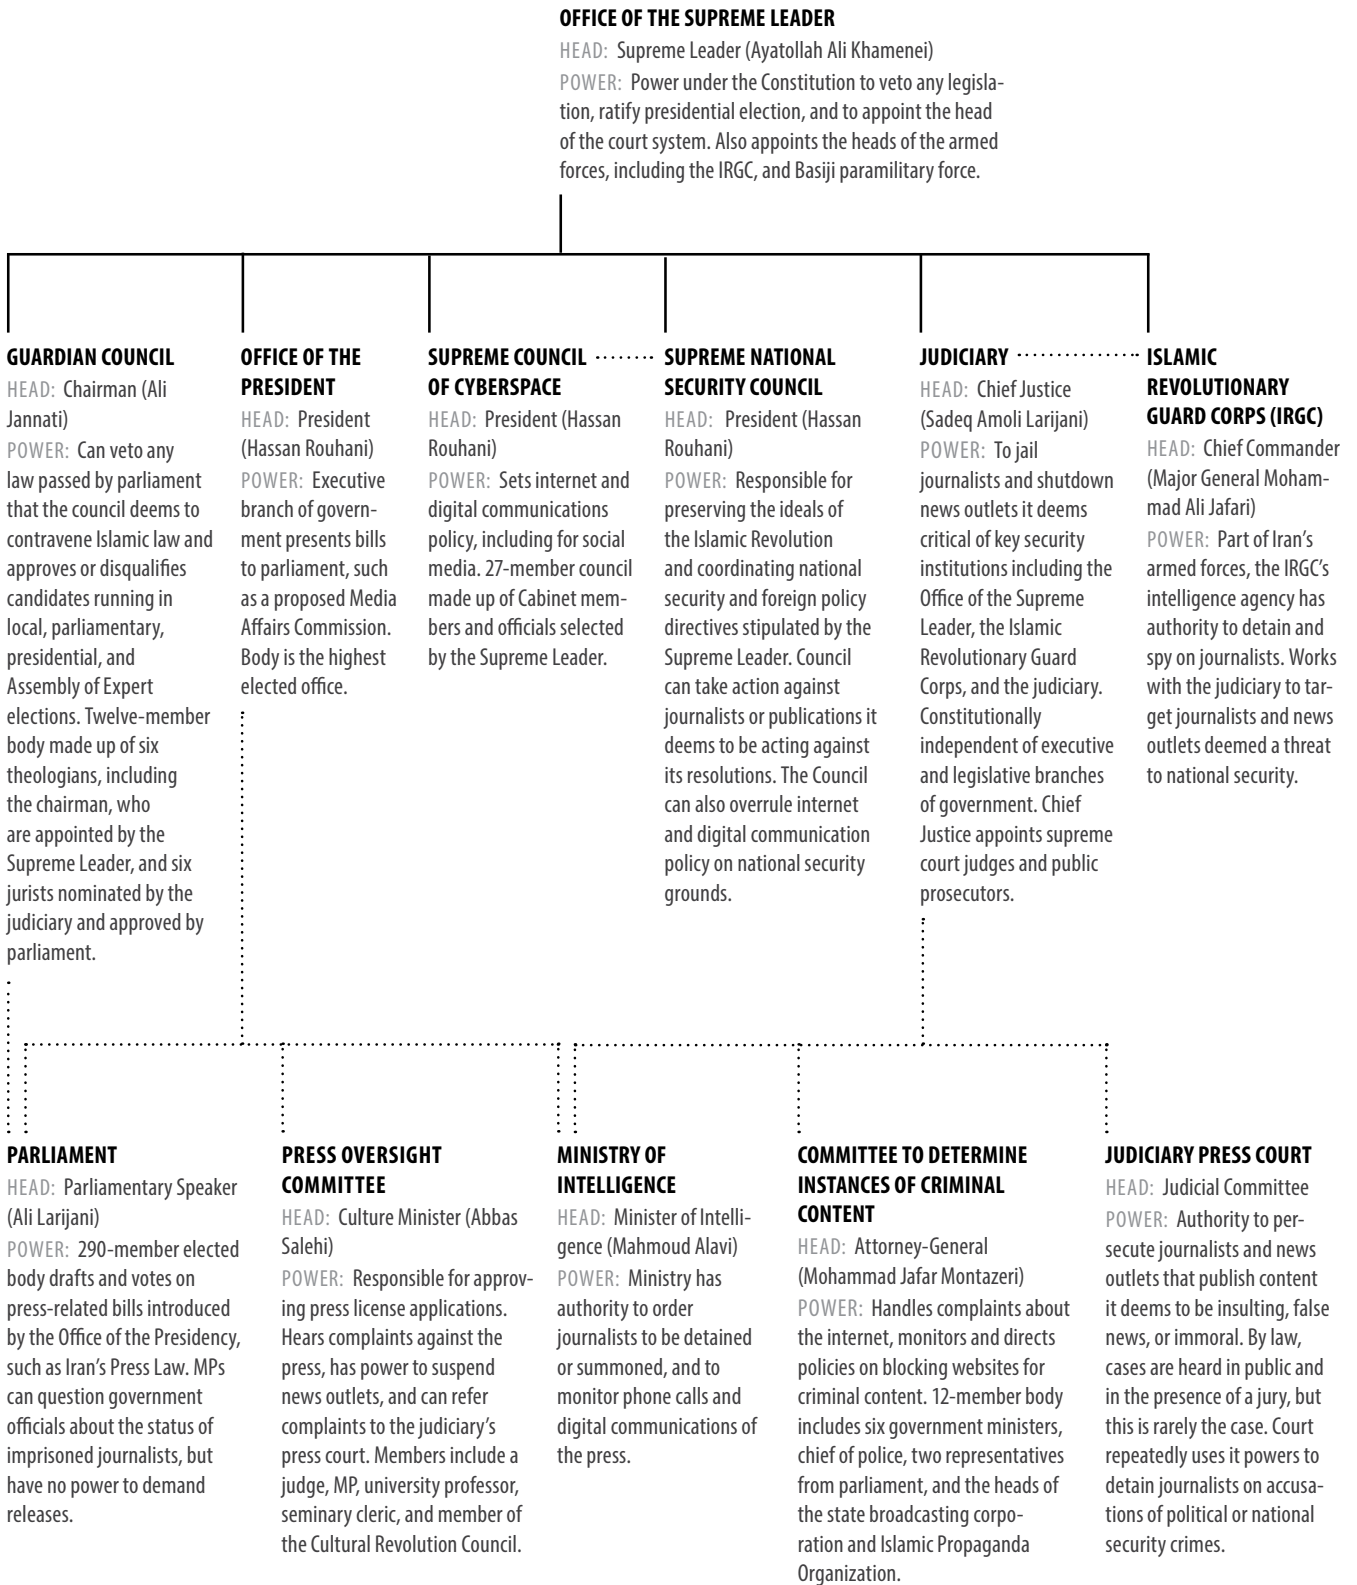 OFFICE OF THE SUPREME LEADER
HEAD: Supreme Leader (Ayatollah Ali Khamenei)
POWER: Power under the Constitution to veto any legisla-
tion, ratify presidential election, and to appoint the head
of the court system. Also appoints the heads of the armed
forces, including the IRGC, and Basiji paramilitary force.
GUARDIAN COUNCIL
HEAD: Chairman (Ali
Jannati)
POWER: Can veto any
law passed by parliament
that the council deems to
contravene Islamic law and
approves or disqualifies
candidates running in
local, parliamentary,
presidential, and
Assembly of Expert
elections. Twelve-member
body made up of six
theologians, including
the chairman, who
are appointed by the
Supreme Leader, and six
jurists nominated by the
judiciary and approved by
parliament.
OFFICE OF THE
PRESIDENT
HEAD: President
(Hassan Rouhani)
POWER: Executive
branch of govern-
ment presents bills
to parliament, such
as a proposed Media
Affairs Commission.
Body is the highest
elected office.
SUPREME COUNCIL
OF CYBERSPACE
HEAD: President (Hassan
Rouhani)
POWER: Sets internet and
digital communications
policy, including for social
media. 27-member council
made up of Cabinet mem-
bers and officials selected
by the Supreme Leader.
SUPREME NATIONAL
SECURITY COUNCIL
HEAD: President (Hassan
Rouhani)
POWER: Responsible for
preserving the ideals of
the Islamic Revolution
and coordinating national
security and foreign policy
directives stipulated by the
Supreme Leader. Council
can take action against
journalists or publications it
deems to be acting against
its resolutions. The Council
can also overrule internet
and digital communication
policy on national security
grounds.
JUDICIARY
HEAD: Chief Justice
(Sadeq Amoli Larijani)
POWER: To jail
journalists and shutdown
news outlets it deems
critical of key security
institutions including the
Office of the Supreme
Leader, the Islamic
Revolutionary Guard
Corps, and the judiciary.
Constitutionally
independent of executive
and legislative branches
of government. Chief
Justice appoints supreme
court judges and public
prosecutors.
ISLAMIC
REVOLUTIONARY
GUARD CORPS (IRGC)
HEAD: Chief Commander
(Major General Moham-
mad Ali Jafari)
POWER: Part of Iran's
armed forces, the IRGC's
intelligence agency has
authority to detain and
spy on journalists. Works
with the judiciary to tar-
get journalists and news
outlets deemed a threat
to national security.
PARLIAMENT
HEAD: Parliamentary Speaker
(Ali Larijani)
POWER: 290-member elected
body drafts and votes on
press-related bills introduced
by the Office of the Presidency,
such as Iran's Press Law. MPs
can question government
officials about the status of
imprisoned journalists, but
have no power to demand
releases.
PRESS OVERSIGHT
COMMITTEE
HEAD: Culture Minister (Abbas
Salehi)
POWER: Responsible for approv-
ing press license applications.
Hears complaints against the
press, has power to suspend
news outlets, and can refer
complaints to the judiciary's
press court. Members include a
judge, MP, university professor,
seminary cleric, and member of
the Cultural Revolution Council.
MINISTRY OF
INTELLIGENCE
HEAD: Minister of Intelli-
gence (Mahmoud Alavi)
POWER: Ministry has
authority to order
journalists to be detained
or summoned, and to
monitor phone calls and
digital communications of
the press.
COMMITTEE TO DETERMINE
INSTANCES OF CRIMINAL
CONTENT
HEAD: Attorney-General
(Mohammad Jafar Montazeri)
POWER: Handles complaints about
the internet, monitors and directs
policies on blocking websites for
criminal content. 12-member body
includes six government ministers,
chief of police, two representatives
from parliament, and the heads of
the state broadcasting corpo-
ration and Islamic Propaganda
Organization.
JUDICIARY PRESS COURT
HEAD: Judicial Committee
POWER: Authority to per-
secute journalists and news
outlets that publish content
it deems to be insulting, false
news, or immoral. By law,
cases are heard in public and
in the presence of a jury, but
this is rarely the case. Court
repeatedly uses it powers to
detain journalists on accusa-
tions of political or national
security crimes.